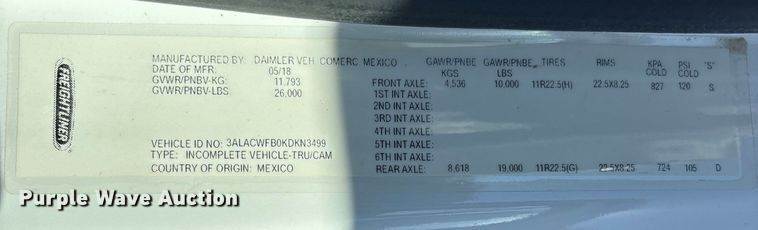 FREIGHTLINER
MANUFACTURED BY: DAIMLER VEH. COMERC. MEXICO
DATE OF MFR: 05/18
GVWR/PNBV-KG: 11,793
GVWR/PNBV-LBS: 26,000
VEHICLE ID NO: 3ALACWFB0KDKN3499
TYPE: INCOMPLETE VEHICLE-TRU/CAM
COUNTRY OF ORIGIN: MEXICO
GAWR/PNBE GAWR/PNBE TIRES RIMS KPA PSI "S"
KGS LBS COLD COLD
FRONT AXLE: 4,536 10,000 11R22.5(H) 22.5X8.25 827 120 S
1ST INT AXLE:
2ND INT AXLE:
3RD INT AXLE:
4TH INT AXLE:
5TH INT AXLE:
6TH INT AXLE:
REAR AXLE: 8,618 19,000 11R22.5(G) 22.5X8.25 724 105 D
Purple Wave Auction